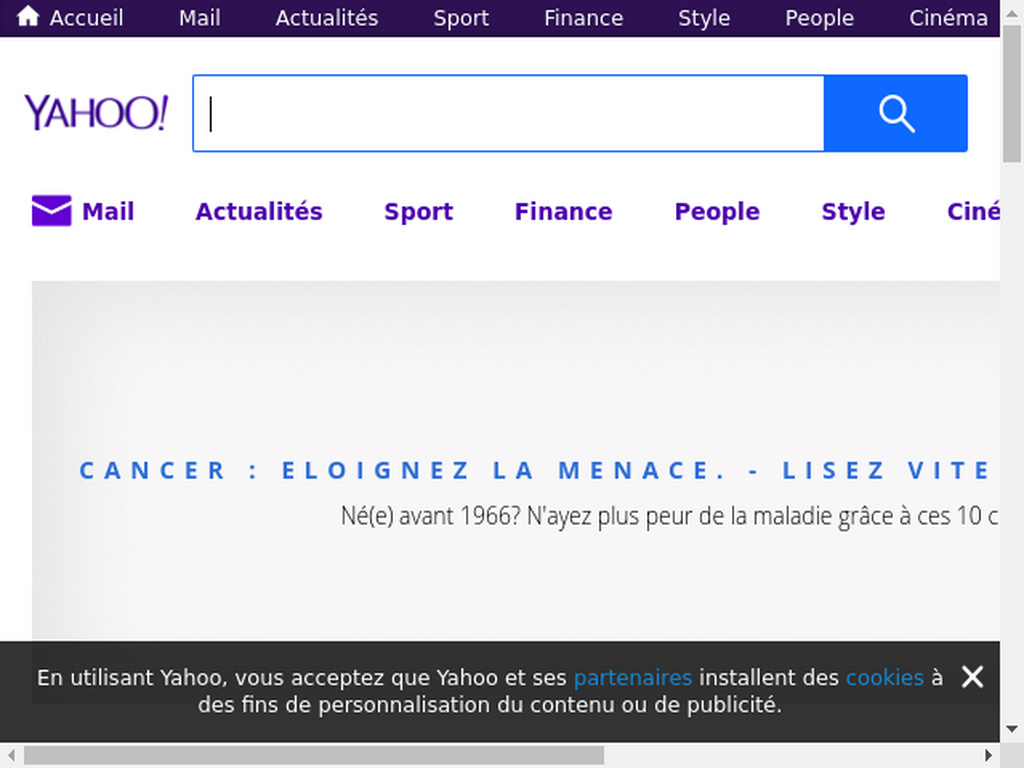 Accueil Mail Actualités Sport Finance Style People Cinéma
YAHOO!
Mail Actualités Sport Finance People Style Ciné
CANCER : ELOIGNEZ LA MENACE. - LISEZ VITE
Né(e) avant 1966? N'ayez plus peur de la maladie grâce à ces 10 c
En utilisant Yahoo, vous acceptez que Yahoo et ses partenaires installent des cookies à
des fins de personnalisation du contenu ou de publicité.